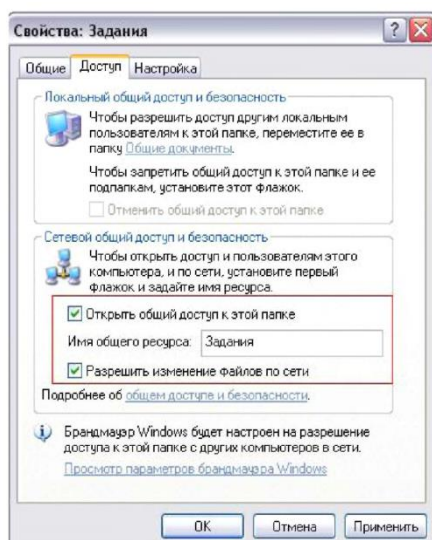 Свойства: Задания
Общие Доступ Настройка
Локальный общий доступ и безопасность
Чтобы разрешить доступ другим локальным
пользователям к этой папке, переместите ее в
папку Общие документы.
Чтобы запретить общий доступ к этой папке и ее
подпапкам, установите этот флажок.
Отменить общий доступ к этой папке
Сетевой общий доступ и безопасность
Чтобы открыть доступ и пользователям этого
компьютера, и по сети, установите первый
флажок и задайте имя ресурса.
Открыть общий доступ к этой папке
Имя общего ресурса: Задания
Разрешить изменение файлов по сети
Подробнее об общем доступе и безопасности.
Брандмауэр Windows будет настроен на разрешение
доступа к этой папке с других компьютеров в сети.
Просмотр параметров брандмауэра Windows
OK Отмена Применить